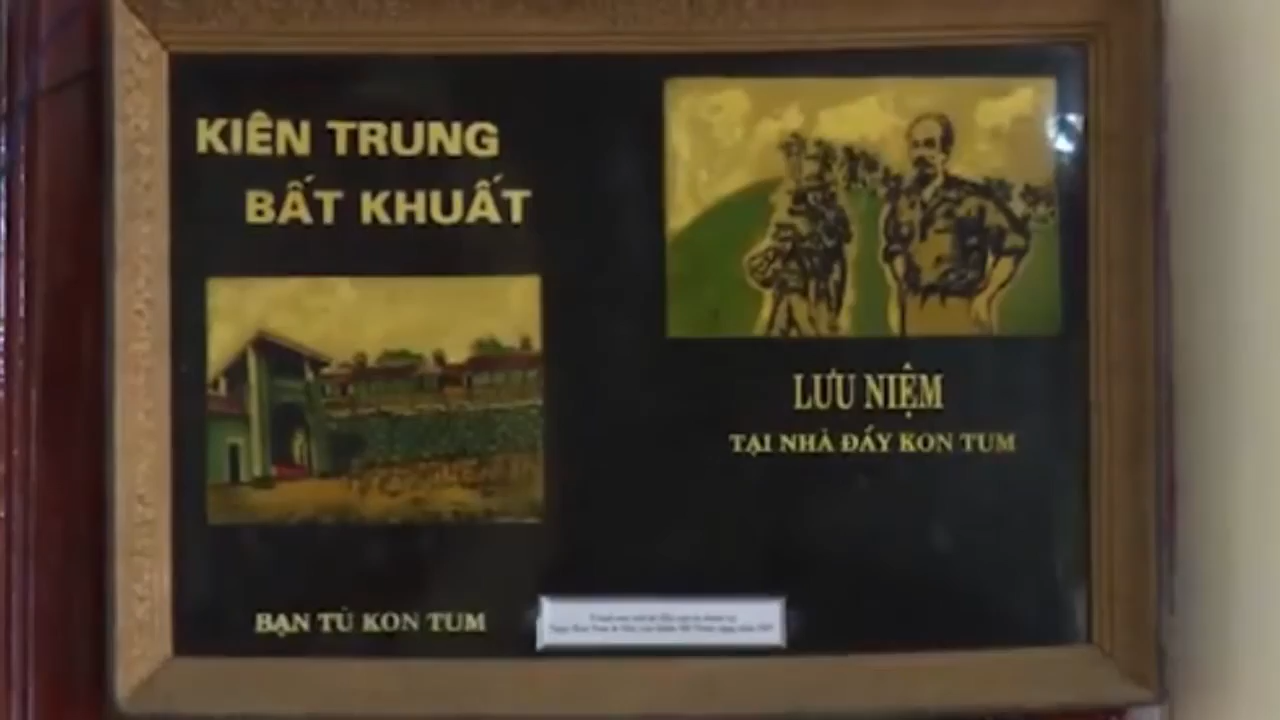 KIÊN TRUNG
BẤT KHUẤT
LƯU NIỆM
TẠI NHÀ ĐẦY KON TUM
BẠN TÙ KON TUM